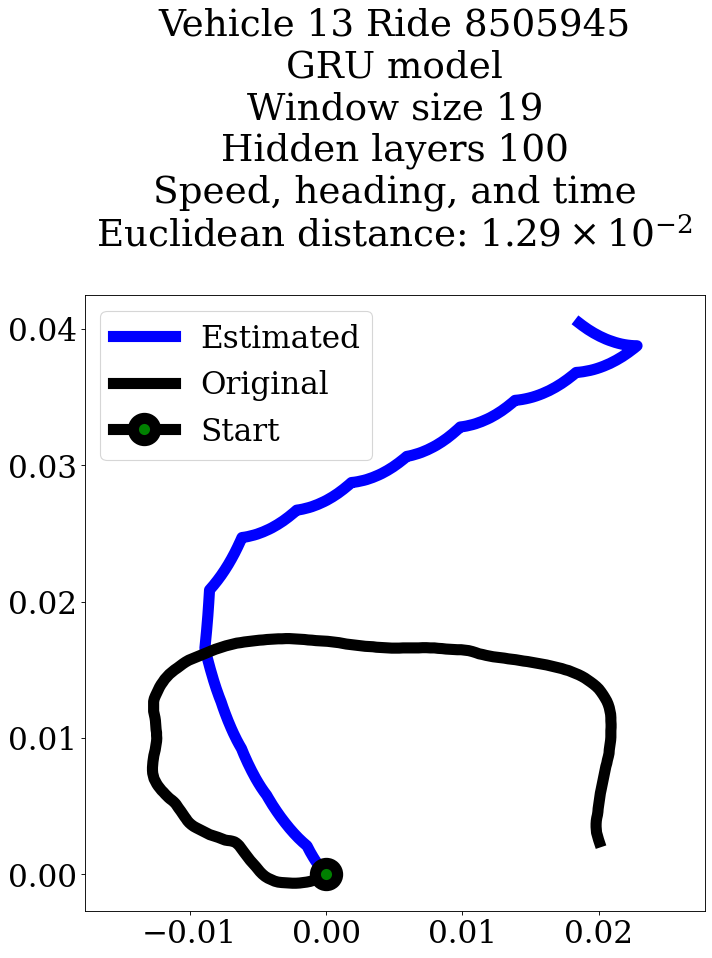 Vehicle 13 Ride 8505945
GRU model
Window size 19
Hidden layers 100
Speed, heading, and time
Euclidean distance: 1.29 × 10⁻²
Estimated
Original
Start
0.04
0.03
0.02
0.01
0.00
−0.01 0.00 0.01 0.02